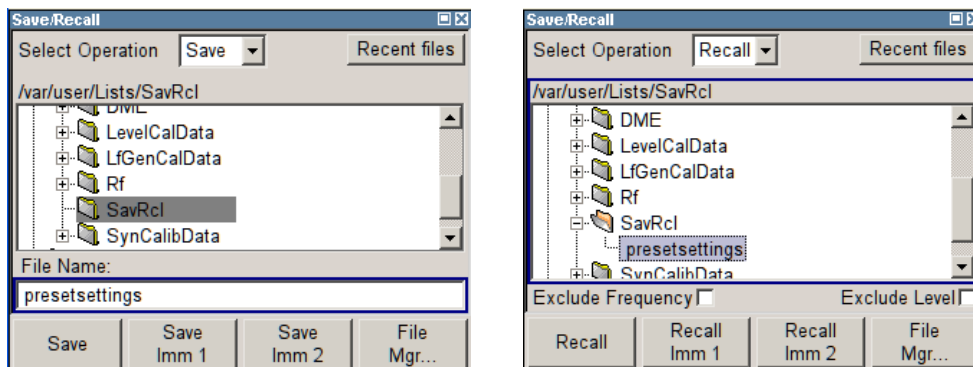 Save/Recall
Select Operation Save Recent files
/var/user/Lists/SavRcl
DME
LevelCalData
LfGenCalData
Rf
SavRcl
SynCalibData
File Name:
presetsettings
Save
Save Imm 1
Save Imm 2
File Mgr...
Save/Recall
Select Operation Recall Recent files
/var/user/Lists/SavRcl
DME
LevelCalData
LfGenCalData
Rf
SavRcl
presetsettings
SynCalibData
Exclude Frequency Exclude Level
Recall
Recall Imm 1
Recall Imm 2
File Mgr...